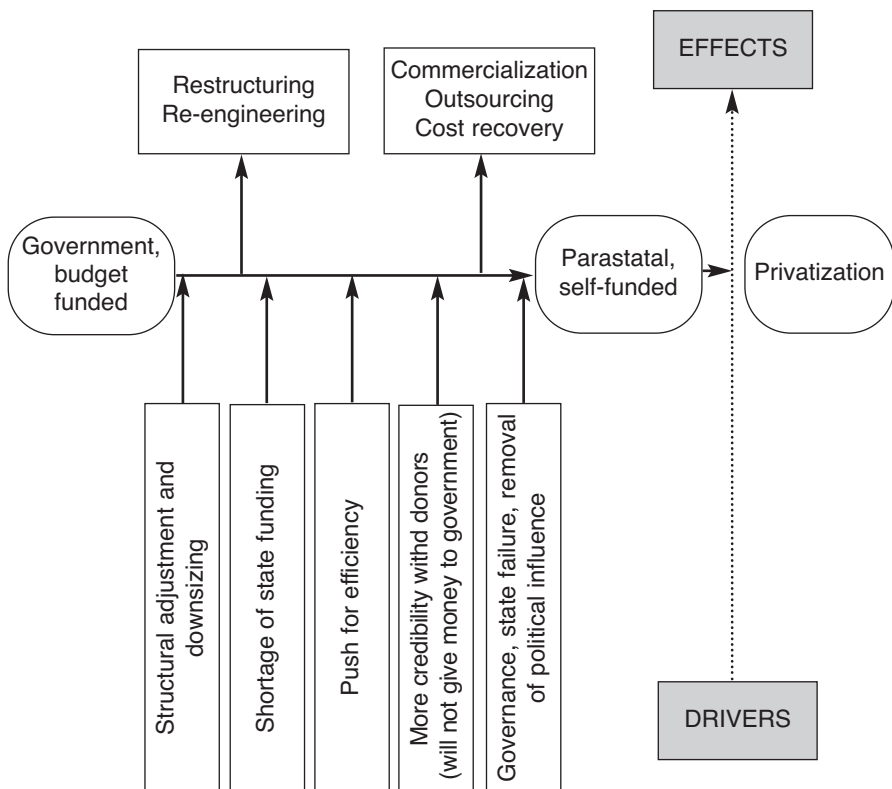 EFFECTS
Restructuring
Re-engineering
Commercialization
Outsourcing
Cost recovery
Government,
budget
funded
Parastatal,
self-funded
Privatization
Structural adjustment and
downsizing
Shortage of state funding
Push for efficiency
More credibility withd donors
(will not give money to government)
Governance, state failure, removal
of political influence
DRIVERS